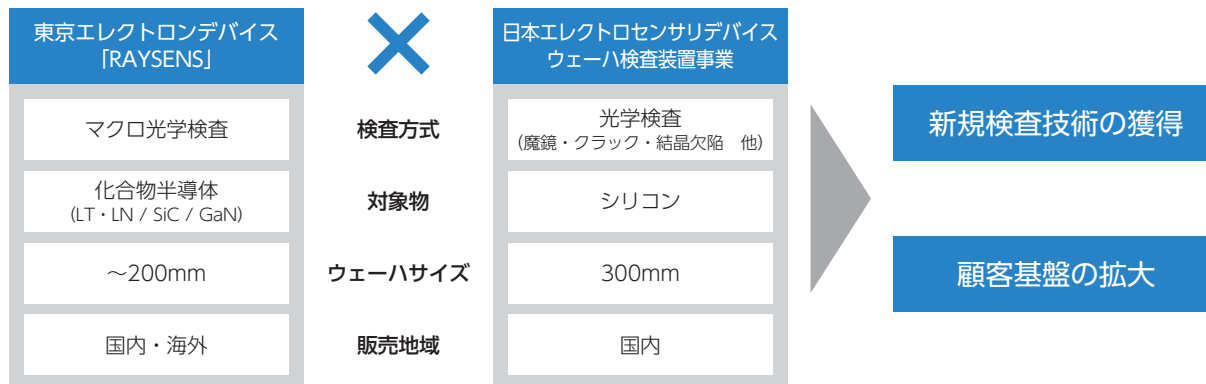 東京エレクトロンデバイス
「RAYSENS」
×
日本エレクトロセンサリデバイス
ウェーハ検査装置事業
マクロ光学検査
検査方式
光学検査
(魔鏡・クラック・結晶欠陥　他)
化合物半導体
(LT・LN / SiC / GaN)
対象物
シリコン
～200mm
ウェーハサイズ
300mm
国内・海外
販売地域
国内
新規検査技術の獲得
顧客基盤の拡大